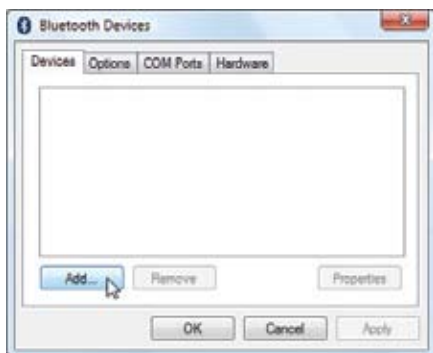 Bluetooth Devices
Devices Options COM Ports Hardware
Add... Remove Properties
OK Cancel Apply